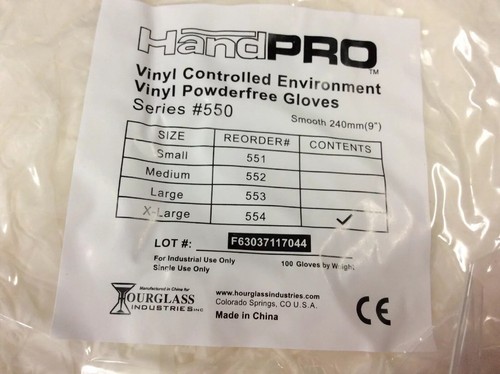 HandPRO™
Vinyl Controlled Environment
Vinyl Powderfree Gloves
Series #550
Smooth 240mm(9")
SIZE REORDER# CONTENTS
Small 551
Medium 552
Large 553
X-Large 554 ✓
LOT #: F63037117044
For Industrial Use Only
Single Use Only
100 Gloves by Weight
Manufactured in China for
HOURGLASS
INDUSTRIES INC
www.hourglassindustries.com
Colorado Springs, CO U.S.A.
Made in China
CE